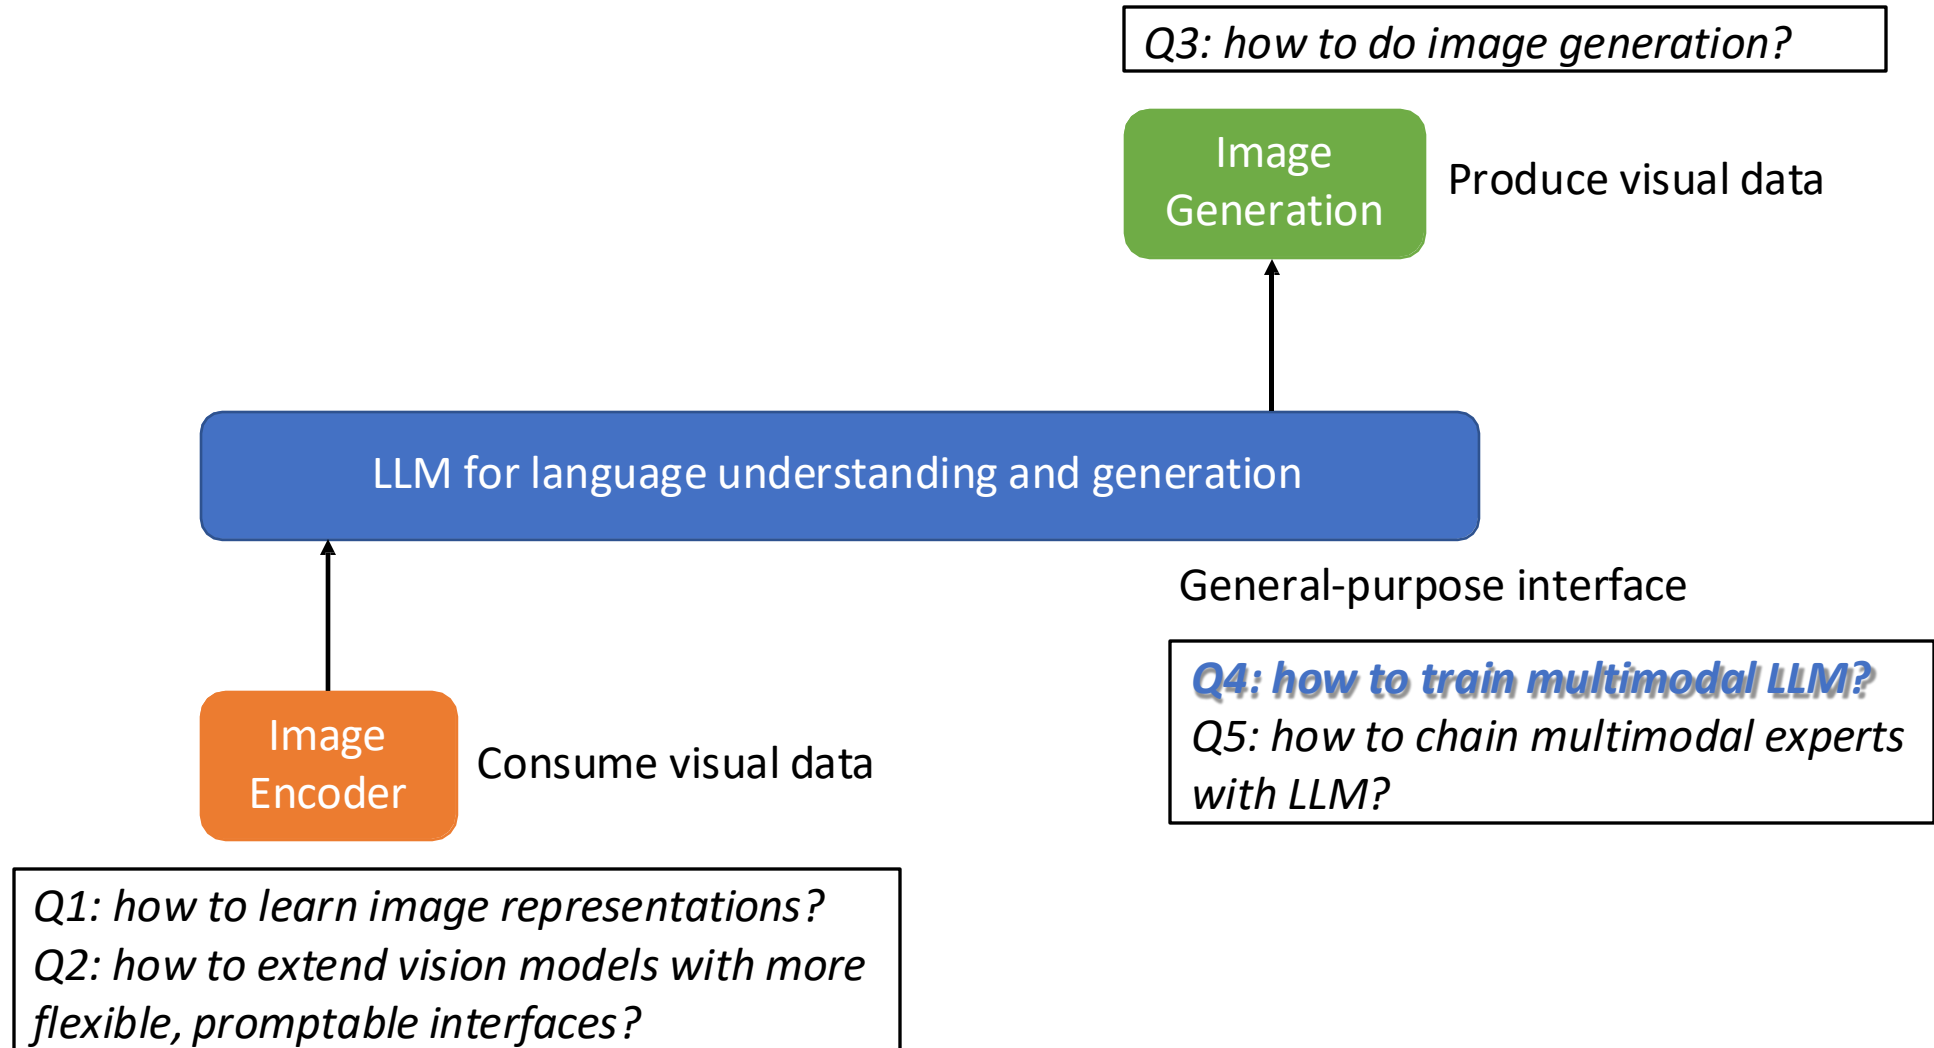 Q3: how to do image generation?
Image
Generation
Produce visual data
LLM for language understanding and generation
General-purpose interface
Q4: how to train multimodal LLM?
Q5: how to chain multimodal experts
with LLM?
Image
Encoder
Consume visual data
Q1: how to learn image representations?
Q2: how to extend vision models with more
flexible, promptable interfaces?